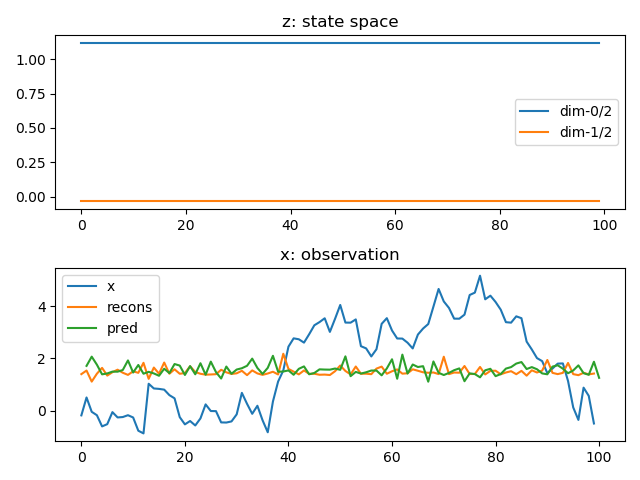 z: state space
1.00
0.75
0.50
0.25
0.00
dim-0/2
dim-1/2
0 20 40 60 80 100
x: observation
4
2
0
x
recons
pred
0 20 40 60 80 100